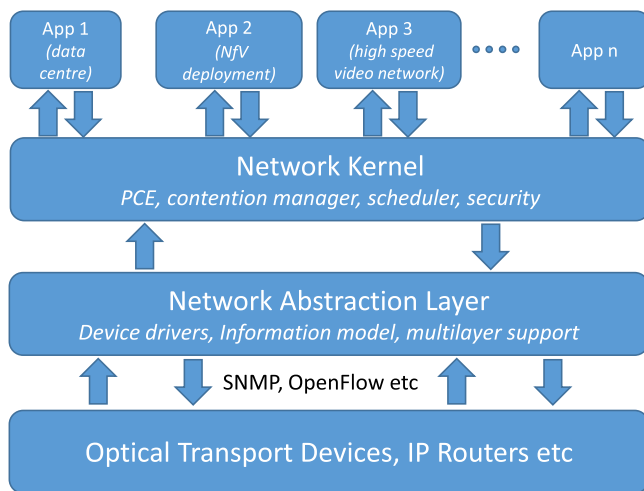 App 1
(data
centre)
App 2
(NfV
deployment)
App 3
(high speed
video network)
App n
Network Kernel
PCE, contention manager, scheduler, security
Network Abstraction Layer
Device drivers, Information model, multilayer support
SNMP, OpenFlow etc
Optical Transport Devices, IP Routers etc